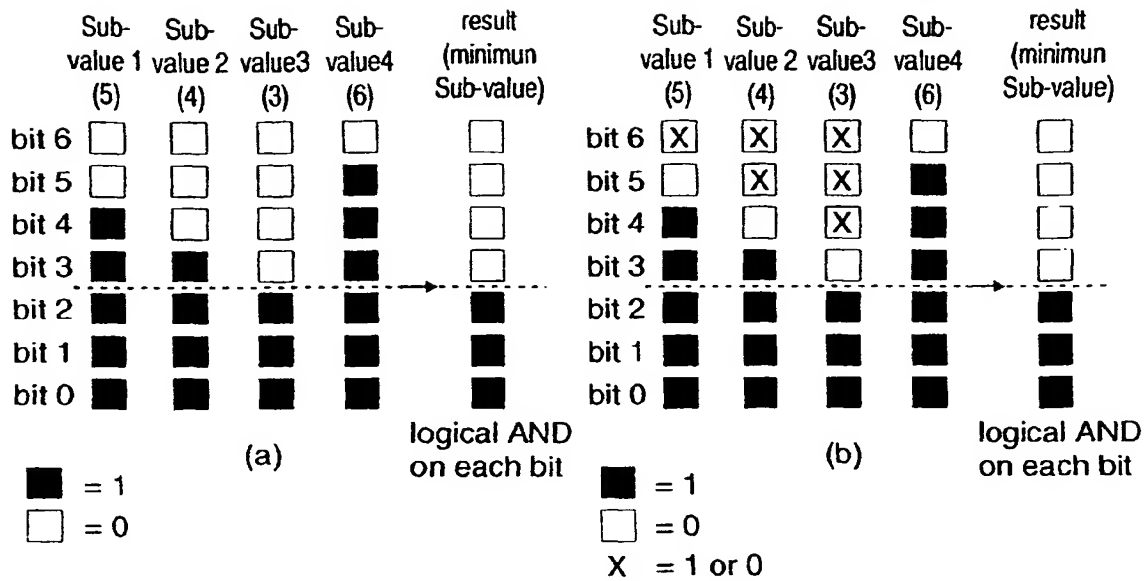 Sub-
value 1
(5)
Sub-
value 2
(4)
Sub-
value3
(3)
Sub-
value4
(6)
result
(minimun
Sub-value)
bit 6
bit 5
bit 4
bit 3
bit 2
bit 1
bit 0
logical AND
on each bit
(a)
= 1
= 0
Sub-
value 1
(5)
Sub-
value 2
(4)
Sub-
value3
(3)
Sub-
value4
(6)
result
(minimun
Sub-value)
bit 6 X X X
bit 5 X X
bit 4 X
bit 3
bit 2
bit 1
bit 0
logical AND
on each bit
(b)
= 1
= 0
X = 1 or 0